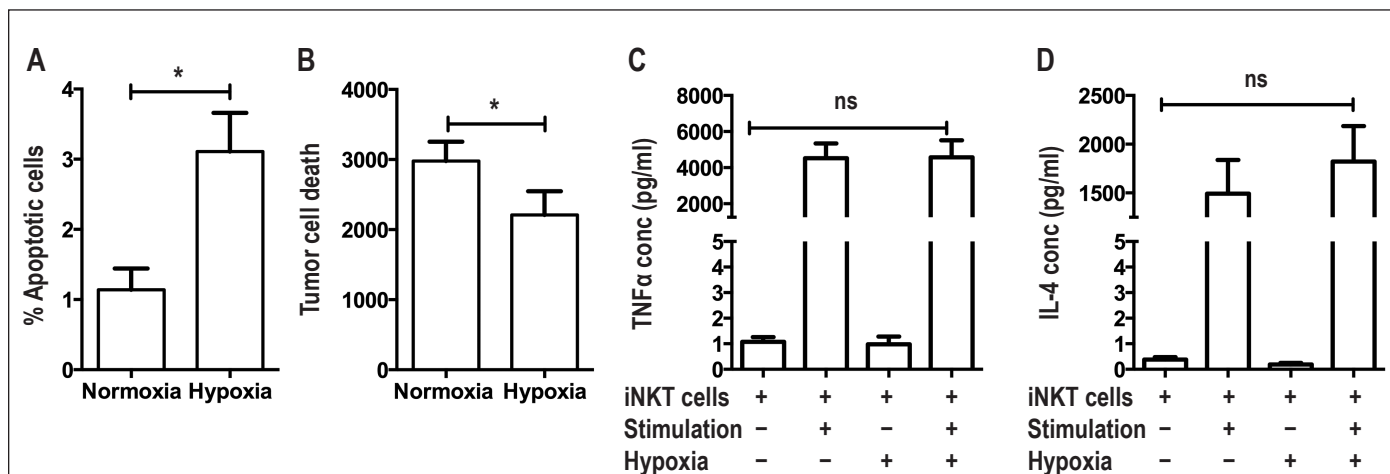 A
% Apoptotic cells
4
3
2
1
0
*
Normoxia Hypoxia
B
Tumor cell death
4000
3000
2000
1000
0
*
Normoxia Hypoxia
C
TNFα conc (pg/ml)
8000
6000
4000
2000
5
4
3
2
1
0
ns
iNKT cells + + + +
Stimulation – + – +
Hypoxia – – + +
D
IL-4 conc (pg/ml)
2500
2000
1500
5
4
3
2
1
0
ns
iNKT cells + + + +
Stimulation – + – +
Hypoxia – – + +